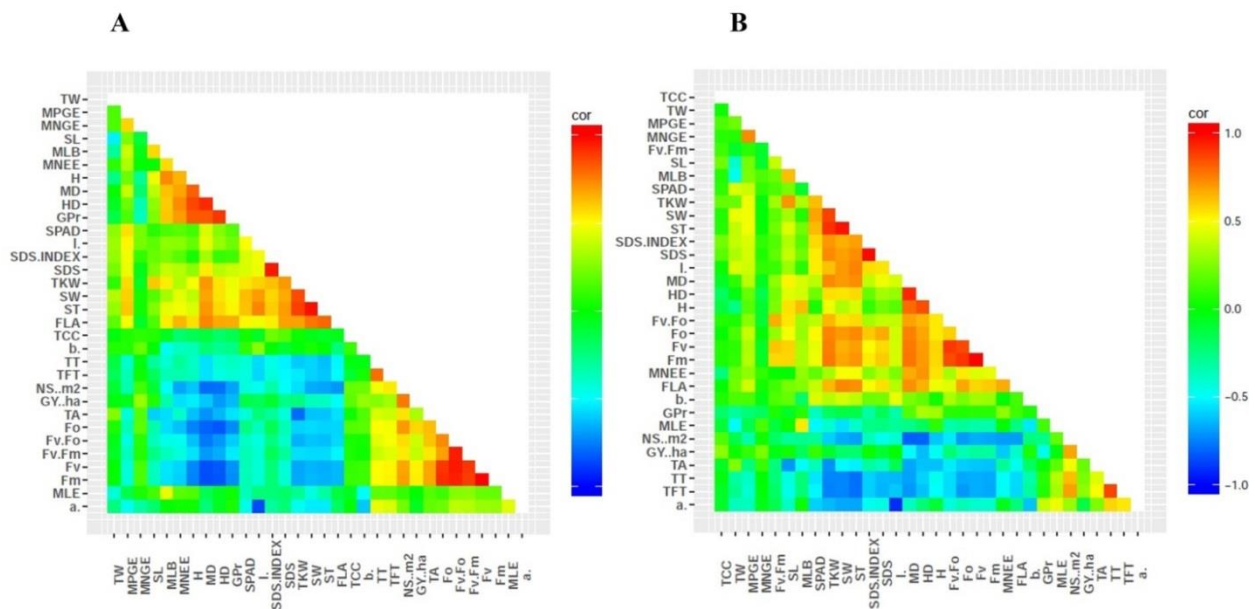 A
B
TW
MPGE
MNGE
SL
MLB
MNEE
H
MD
HD
GPr
SPAD
l.
SDS.INDEX
SDS
TKW
SW
ST
FLA
TCC
b.
TT
TFT
NS..m2
GY..ha
TA
Fo
Fv.Fo
Fv.Fm
Fv
Fm
MLE
a.
cor
TW
MPGE
MNGE
SL
MLB
MNEE
H
MD
HD
GPr
SPAD
l.
SDS.INDEX
SDS
TKW
SW
ST
FLA
TCC
b.
TT
TFT
NS..m2
GY..ha
TA
Fo
Fv.Fo
Fv.Fm
Fv
Fm
MLE
a.
TCC
TW
MPGE
MNGE
Fv.Fm
SL
MLB
SPAD
TKW
SW
ST
SDS.INDEX
SDS
l.
MD
HD
H
Fv.Fo
Fo
Fv
Fm
MNEE
FLA
b.
GPr
MLE
NS..m2
GY..ha
TA
TT
TFT
a.
cor
1.0
0.5
0.0
-0.5
-1.0
TCC
TW
MPGE
MNGE
Fv.Fm
SL
MLB
SPAD
TKW
SW
ST
SDS.INDEX
SDS
l.
MD
HD
H
Fv.Fo
Fo
Fv
Fm
MNEE
FLA
b.
GPr
MLE
NS..m2
GY..ha
TA
TT
TFT
a.